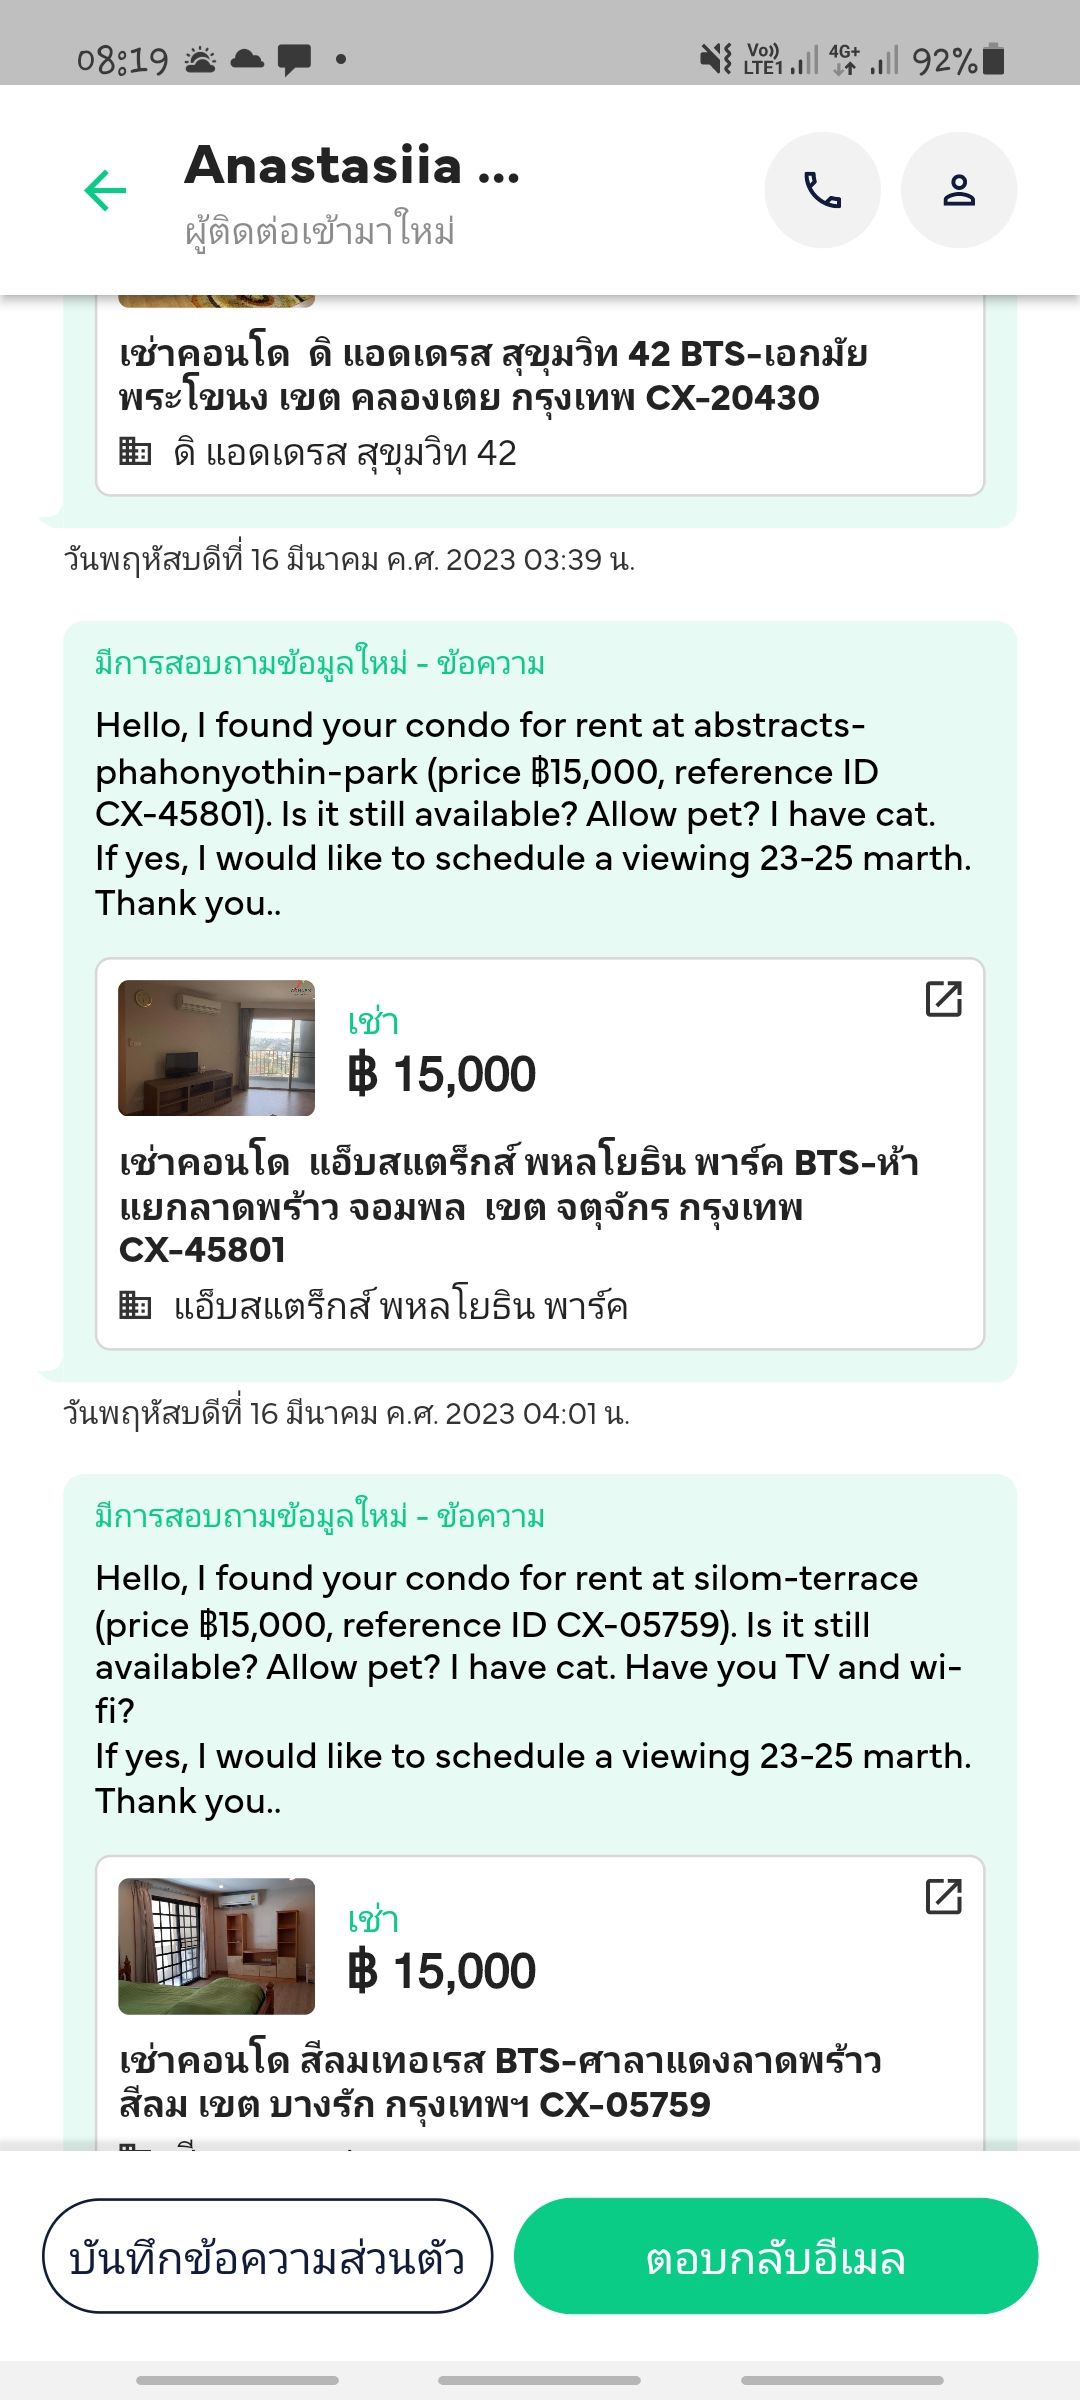 08:19
Vo)) LTE1 4G+ 92%
Anastasiia ...
ผู้ติดต่อเข้ามาใหม่
เช่าคอนโด  ดิ แอดเดรส สุขุมวิท 42 BTS-เอกมัย
พระโขนง เขต คลองเตย กรุงเทพ CX-20430
ดิ แอดเดรส สุขุมวิท 42
วันพฤหัสบดีที่ 16 มีนาคม ค.ศ. 2023 03:39 น.
มีการสอบถามข้อมูลใหม่ - ข้อความ
Hello, I found your condo for rent at abstracts-
phahonyothin-park (price ฿15,000, reference ID
CX-45801). Is it still available? Allow pet? I have cat.
If yes, I would like to schedule a viewing 23-25 marth.
Thank you..
เช่า
฿ 15,000
เช่าคอนโด  แอ็บสแตร็กส์ พหลโยธิน พาร์ค BTS-ห้า
แยกลาดพร้าว จอมพล  เขต จตุจักร กรุงเทพ
CX-45801
แอ็บสแตร็กส์ พหลโยธิน พาร์ค
วันพฤหัสบดีที่ 16 มีนาคม ค.ศ. 2023 04:01 น.
มีการสอบถามข้อมูลใหม่ - ข้อความ
Hello, I found your condo for rent at silom-terrace
(price ฿15,000, reference ID CX-05759). Is it still
available? Allow pet? I have cat. Have you TV and wi-
fi?
If yes, I would like to schedule a viewing 23-25 marth.
Thank you..
เช่า
฿ 15,000
เช่าคอนโด สีลมเทอเรส BTS-ศาลาแดงลาดพร้าว
สีลม เขต บางรัก กรุงเทพฯ CX-05759
บันทึกข้อความส่วนตัว
ตอบกลับอีเมล